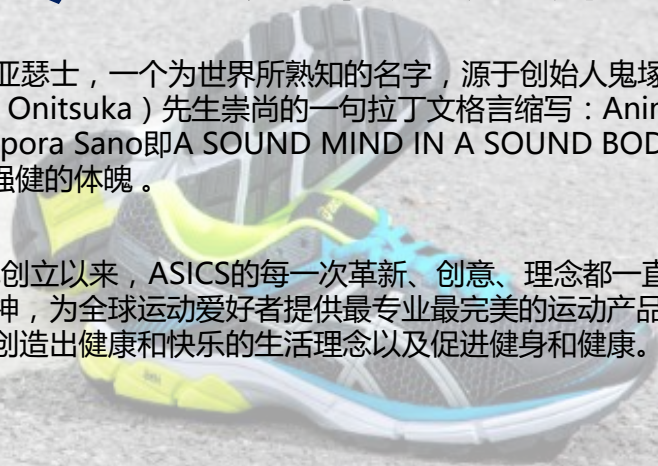 亚瑟士，一个为世界所熟知的名字，源于创始人鬼塚
Onitsuka）先生崇尚的一句拉丁文格言缩写：Anim
pora Sano即A SOUND MIND IN A SOUND BOD
强健的体魄 。
创立以来，ASICS的每一次革新、创意、理念都一直
神，为全球运动爱好者提供最专业最完美的运动产品
创造出健康和快乐的生活理念以及促进健身和健康。